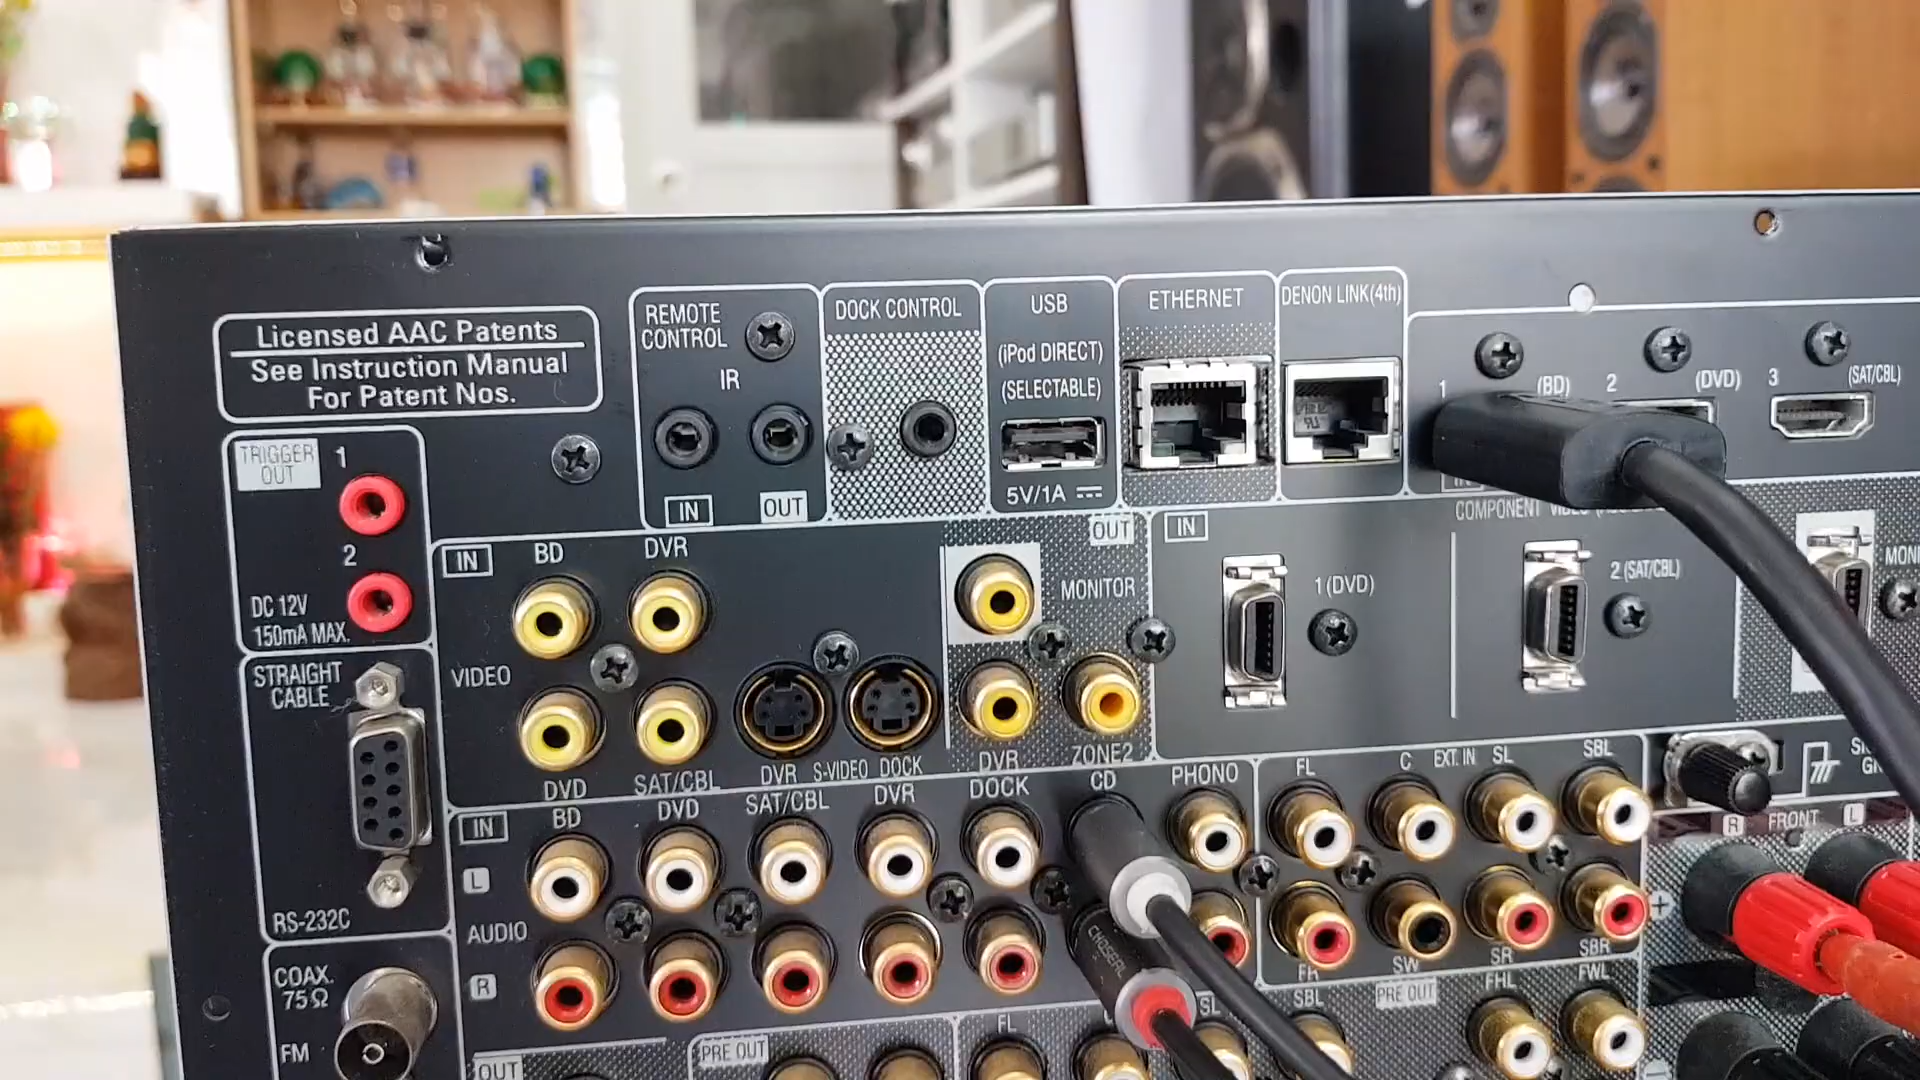 Licensed AAC Patents
See Instruction Manual
For Patent Nos.
REMOTE
CONTROL
IR
IN
OUT
DOCK CONTROL
USB
(iPod DIRECT)
(SELECTABLE)
5V/1A
ETHERNET
DENON LINK(4th)
1
(BD)
2
(DVD)
3
(SAT/CBL)
TRIGGER
OUT
1
2
DC 12V
150mA MAX.
STRAIGHT
CABLE
RS-232C
COAX.
75Ω
FM
IN
BD
DVR
VIDEO
DVD
SAT/CBL
DVR
S-VIDEO
DOCK
OUT
MONITOR
DVR
ZONE2
IN
COMPONENT
1(DVD)
2(SAT/CBL)
IN
BD
DVD
SAT/CBL
DVR
DOCK
CD
PHONO
L
AUDIO
R
CHOSEAL
FL
C
EXT. IN
SL
SBL
FR
SW
SR
SBR
R
FRONT
L
+
OUT
PRE OUT
FL
SL
SBL
PRE OUT
FHL
FWL